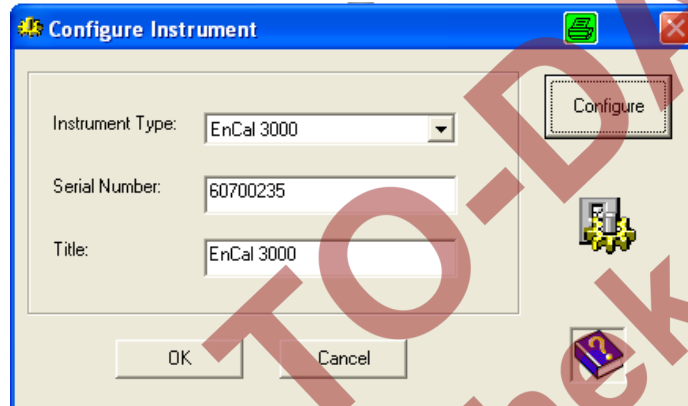 Configure Instrument
Configure
Instrument Type: EnCal 3000
Serial Number: 60700235
Title: EnCal 3000
OK Cancel